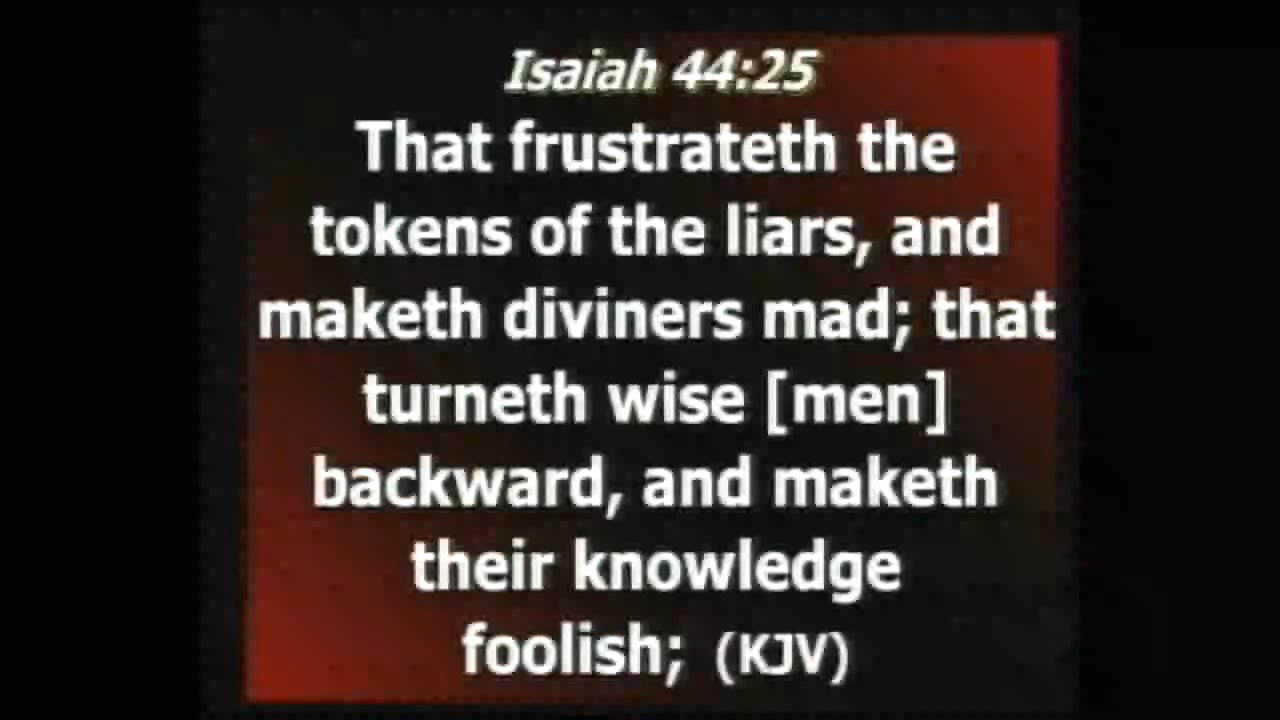 Isaiah 44:25
That frustrateth the
tokens of the liars, and
maketh diviners mad; that
turneth wise [men]
backward, and maketh
their knowledge
foolish; (KJV)